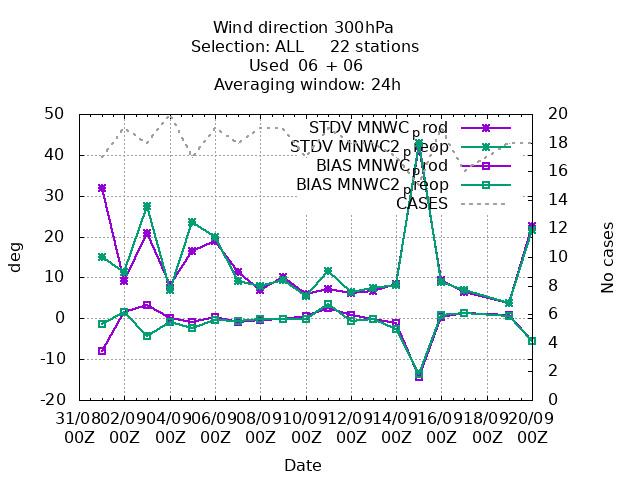 Wind direction 300hPa
Selection: ALL 22 stations
Used 06 + 06
Averaging window: 24h
50
40
30
20
10
0
-10
-20
deg
20
18
16
14
12
10
8
6
4
2
0
No cases
STDV MNWC_prod
STDV MNWC2_preop
BIAS MNWC_prod
BIAS MNWC2_preop
CASES
31/08 02/09 04/09 06/09 08/09 10/09 12/09 14/09 16/09 18/09 20/09
00Z 00Z 00Z 00Z 00Z 00Z 00Z 00Z 00Z 00Z 00Z
Date